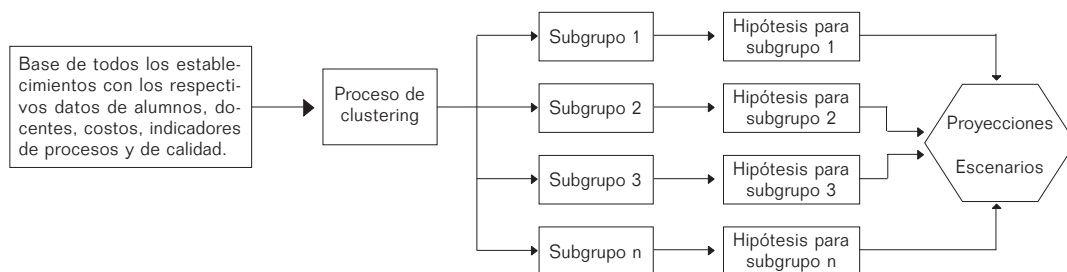 Base de todos los estable-
cimientos con los respecti-
vos datos de alumnos, do-
centes, costos, indicadores
de procesos y de calidad.
Proceso de
clustering
Subgrupo 1
Hipótesis para
subgrupo 1
Subgrupo 2
Hipótesis para
subgrupo 2
Subgrupo 3
Hipótesis para
subgrupo 3
Subgrupo n
Hipótesis para
subgrupo n
Proyecciones
Escenarios